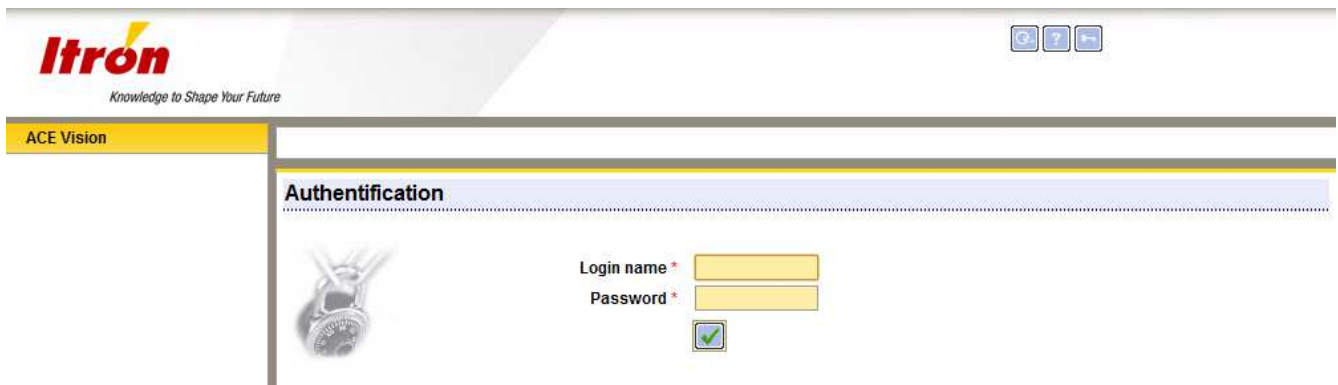 Itron
Knowledge to Shape Your Future
?
ACE Vision
Authentification
Login name *
Password *